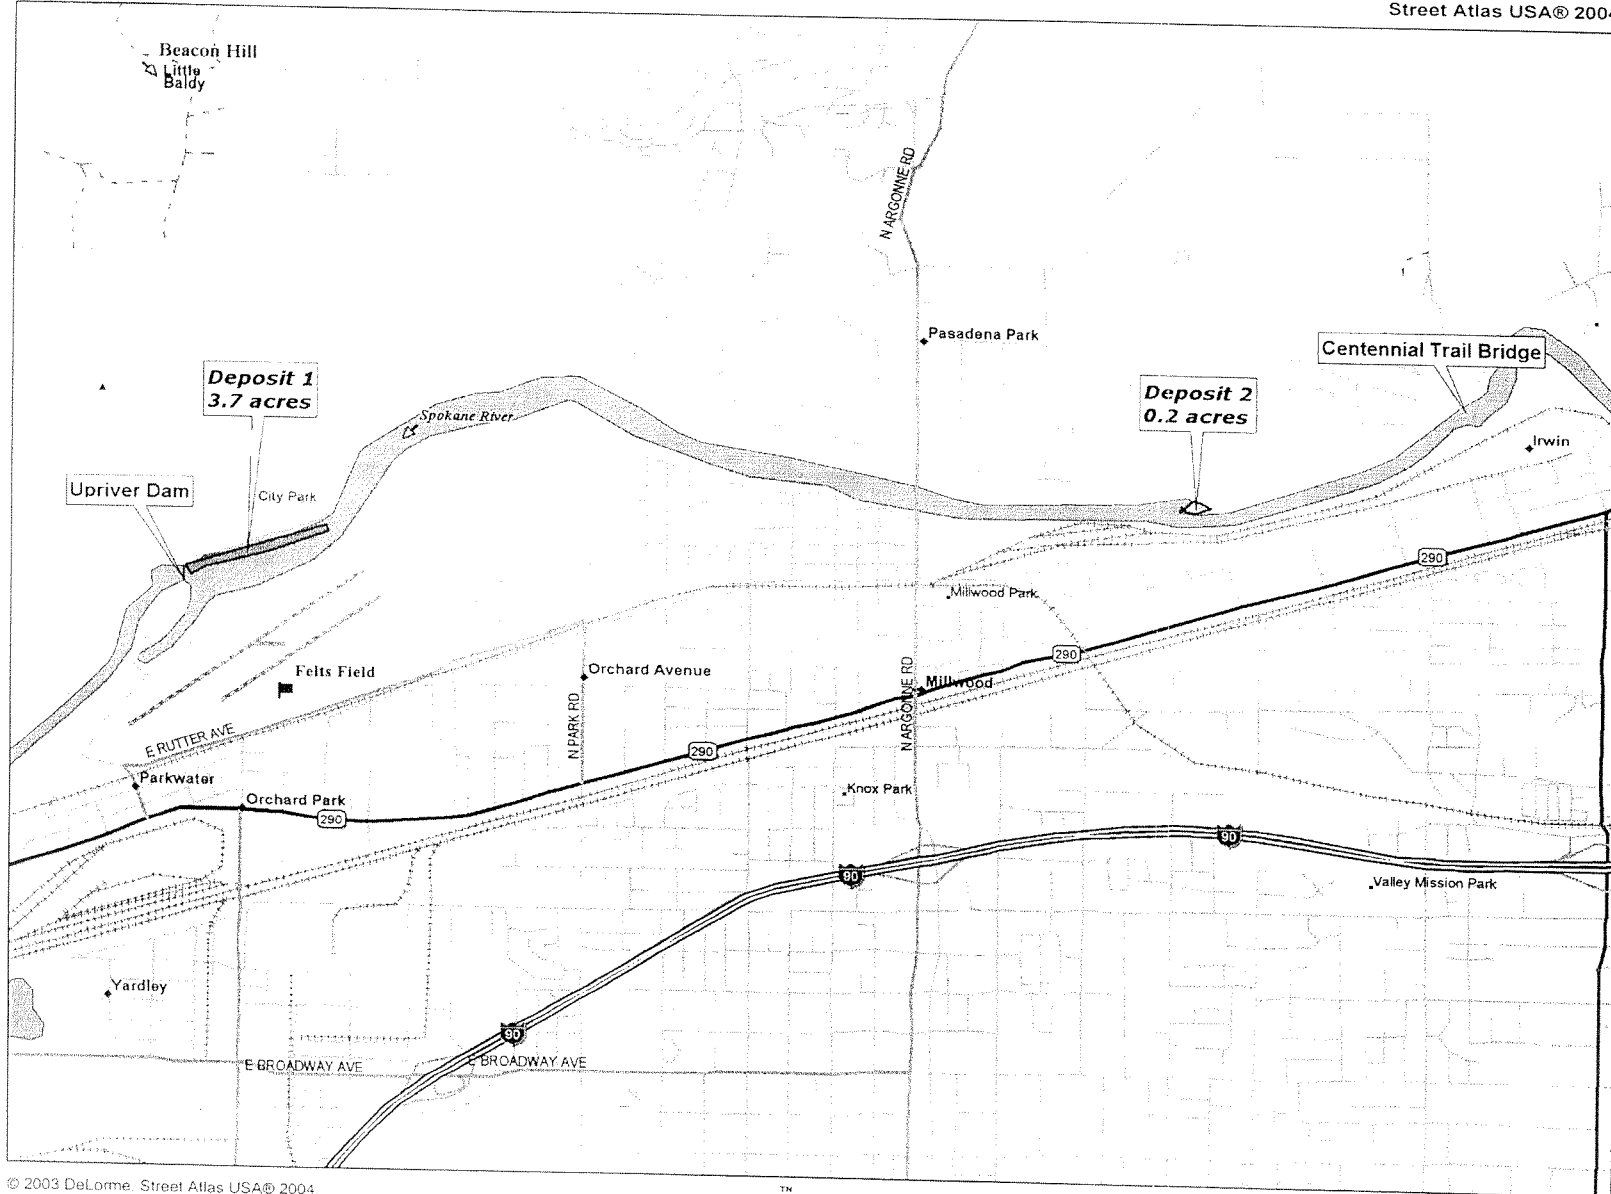 Street Atlas USA® 2004
Beacon Hill
Little
Baldy
N ARGONNE RD
Pasadena Park
Centennial Trail Bridge
Deposit 1
3.7 acres
Deposit 2
0.2 acres
Spokane River
Irwin
Upriver Dam
City Park
290
Millwood Park
290
Felts Field
Orchard Avenue
N ARGONNE RD
Millwood
N PARK RD
E RUTTER AVE
290
Parkwater
Knox Park
Orchard Park
290
90
90
Valley Mission Park
Yardley
90
E BROADWAY AVE
E BROADWAY AVE
© 2003 DeLorme. Street Atlas USA® 2004
TM